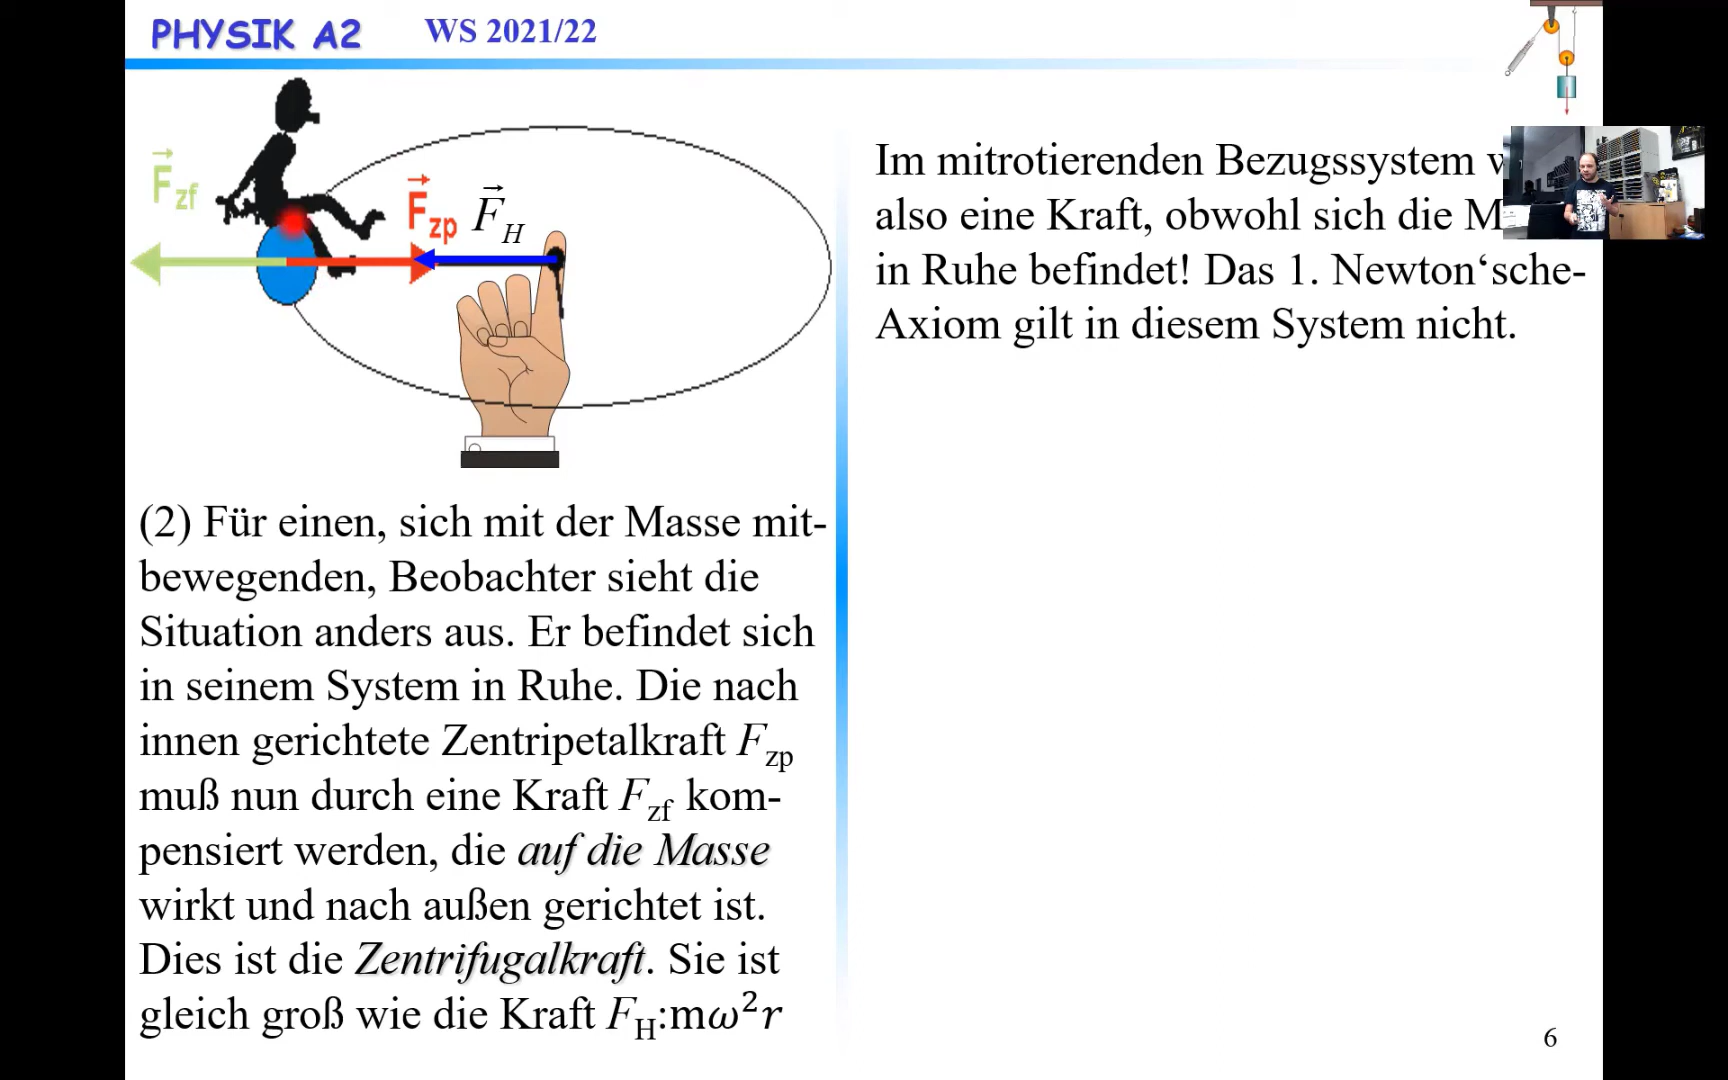 PHYSIK A2 WS 2021/22
F⃗zf
F⃗zp
F⃗H
(2) Für einen, sich mit der Masse mit-
bewegenden, Beobachter sieht die
Situation anders aus. Er befindet sich
in seinem System in Ruhe. Die nach
innen gerichtete Zentripetalkraft Fzp
muß nun durch eine Kraft Fzf kom-
pensiert werden, die auf die Masse
wirkt und nach außen gerichtet ist.
Dies ist die Zentrifugalkraft. Sie ist
gleich groß wie die Kraft FH:mω²r
Im mitrotierenden Bezugssystem
also eine Kraft, obwohl sich die
in Ruhe befindet! Das 1. Newton‘sche-
Axiom gilt in diesem System nicht.
6